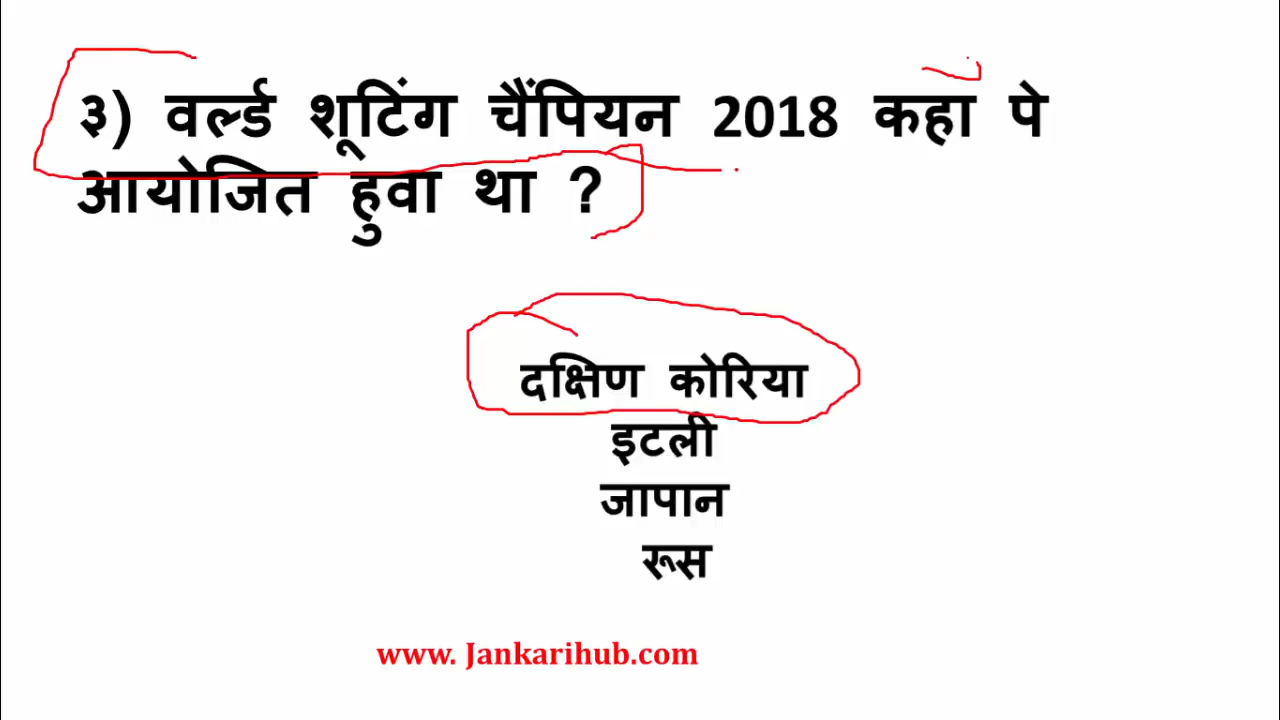 ३) वर्ल्ड शूटिंग चैंपियन 2018 कहा पे
आयोजित हुवा था ?
दक्षिण कोरिया
इटली
जापान
रूस
www. Jankarihub.com